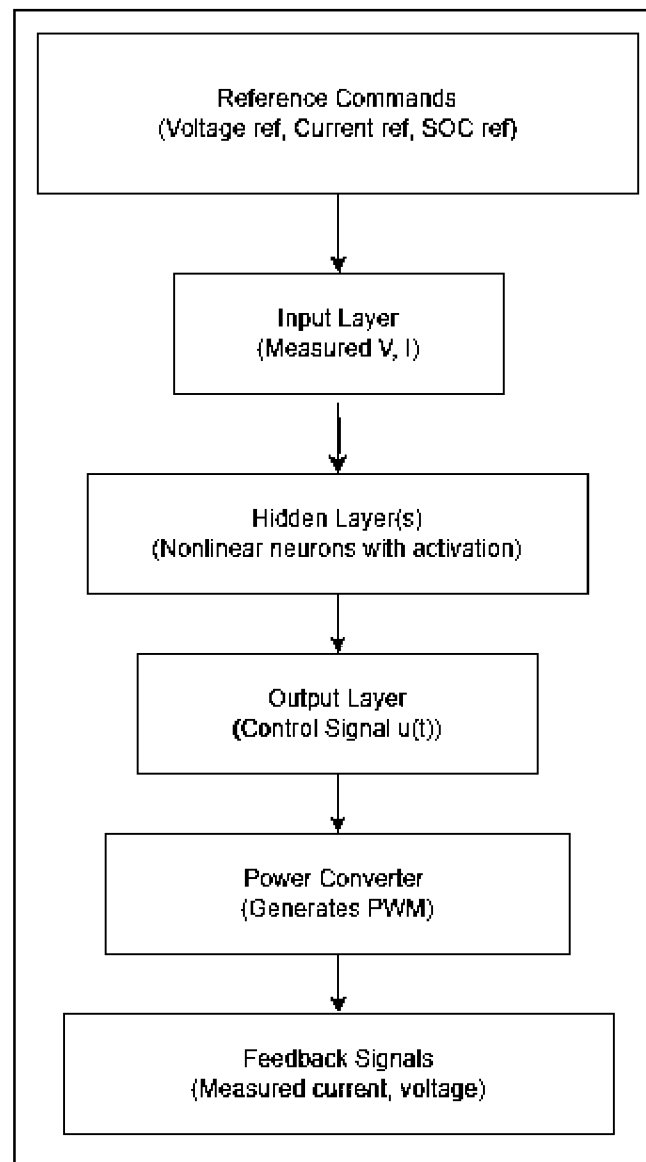 Reference Commands
(Voltage ref, Current ref, SOC ref)
Input Layer
(Measured V, I)
Hidden Layer(s)
(Nonlinear neurons with activation)
Output Layer
(Control Signal u(t))
Power Converter
(Generates PWM)
Feedback Signals
(Measured current, voltage)